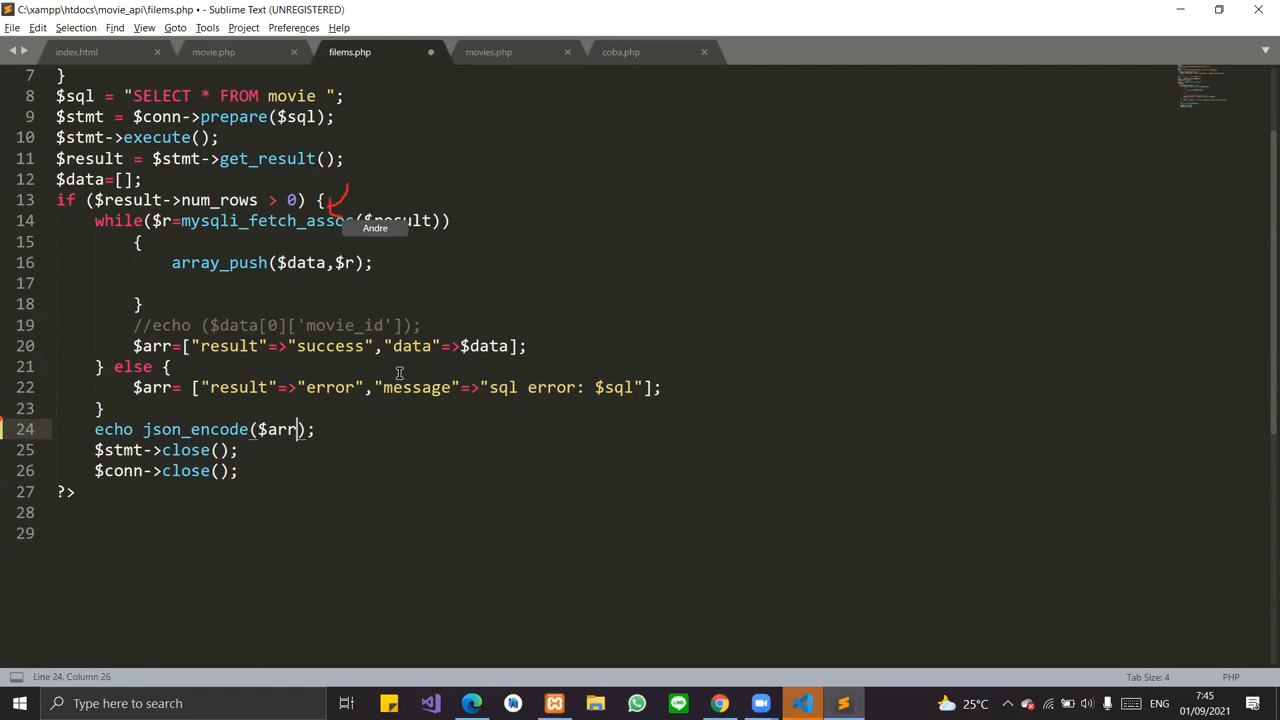 C:\xampp\htdocs\movie_api\filems.php • - Sublime Text (UNREGISTERED)
File Edit Selection Find View Goto Tools Project Preferences Help
index.html movie.php filems.php movies.php coba.php
7 }
8 $sql = "SELECT * FROM movie ";
9 $stmt = $conn->prepare($sql);
10 $stmt->execute();
11 $result = $stmt->get_result();
12 $data=[];
13 if ($result->num_rows > 0) {
14 while($r=mysqli_fetch_assoc($result))
Andre
15 {
16 array_push($data,$r);
17
18 }
19 //echo ($data[0]['movie_id']);
20 $arr=["result"=>"success","data"=>$data];
21 } else {
22 $arr= ["result"=>"error","message"=>"sql error: $sql"];
23 }
24 echo json_encode($arr);
25 $stmt->close();
26 $conn->close();
27 ?>
28
29
Line 24, Column 26 Tab Size: 4 PHP
Type here to search 25°C ENG 7:45
01/09/2021